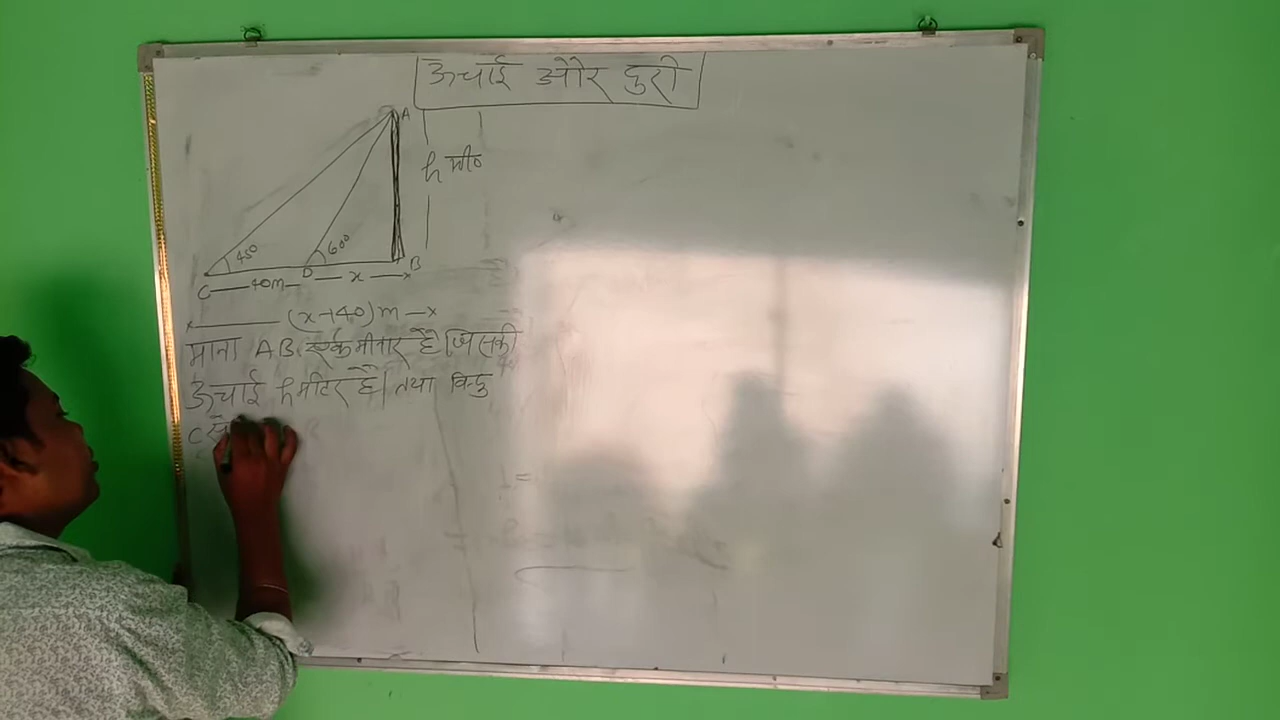 ऊचाई और दुरी
A
h मी०
45°
60°
C
40m
D
x
B
(x+40)m
माना AB एक मीनार है जिसकी
ऊचाई h मीटर है। तथा विन्दु
C से